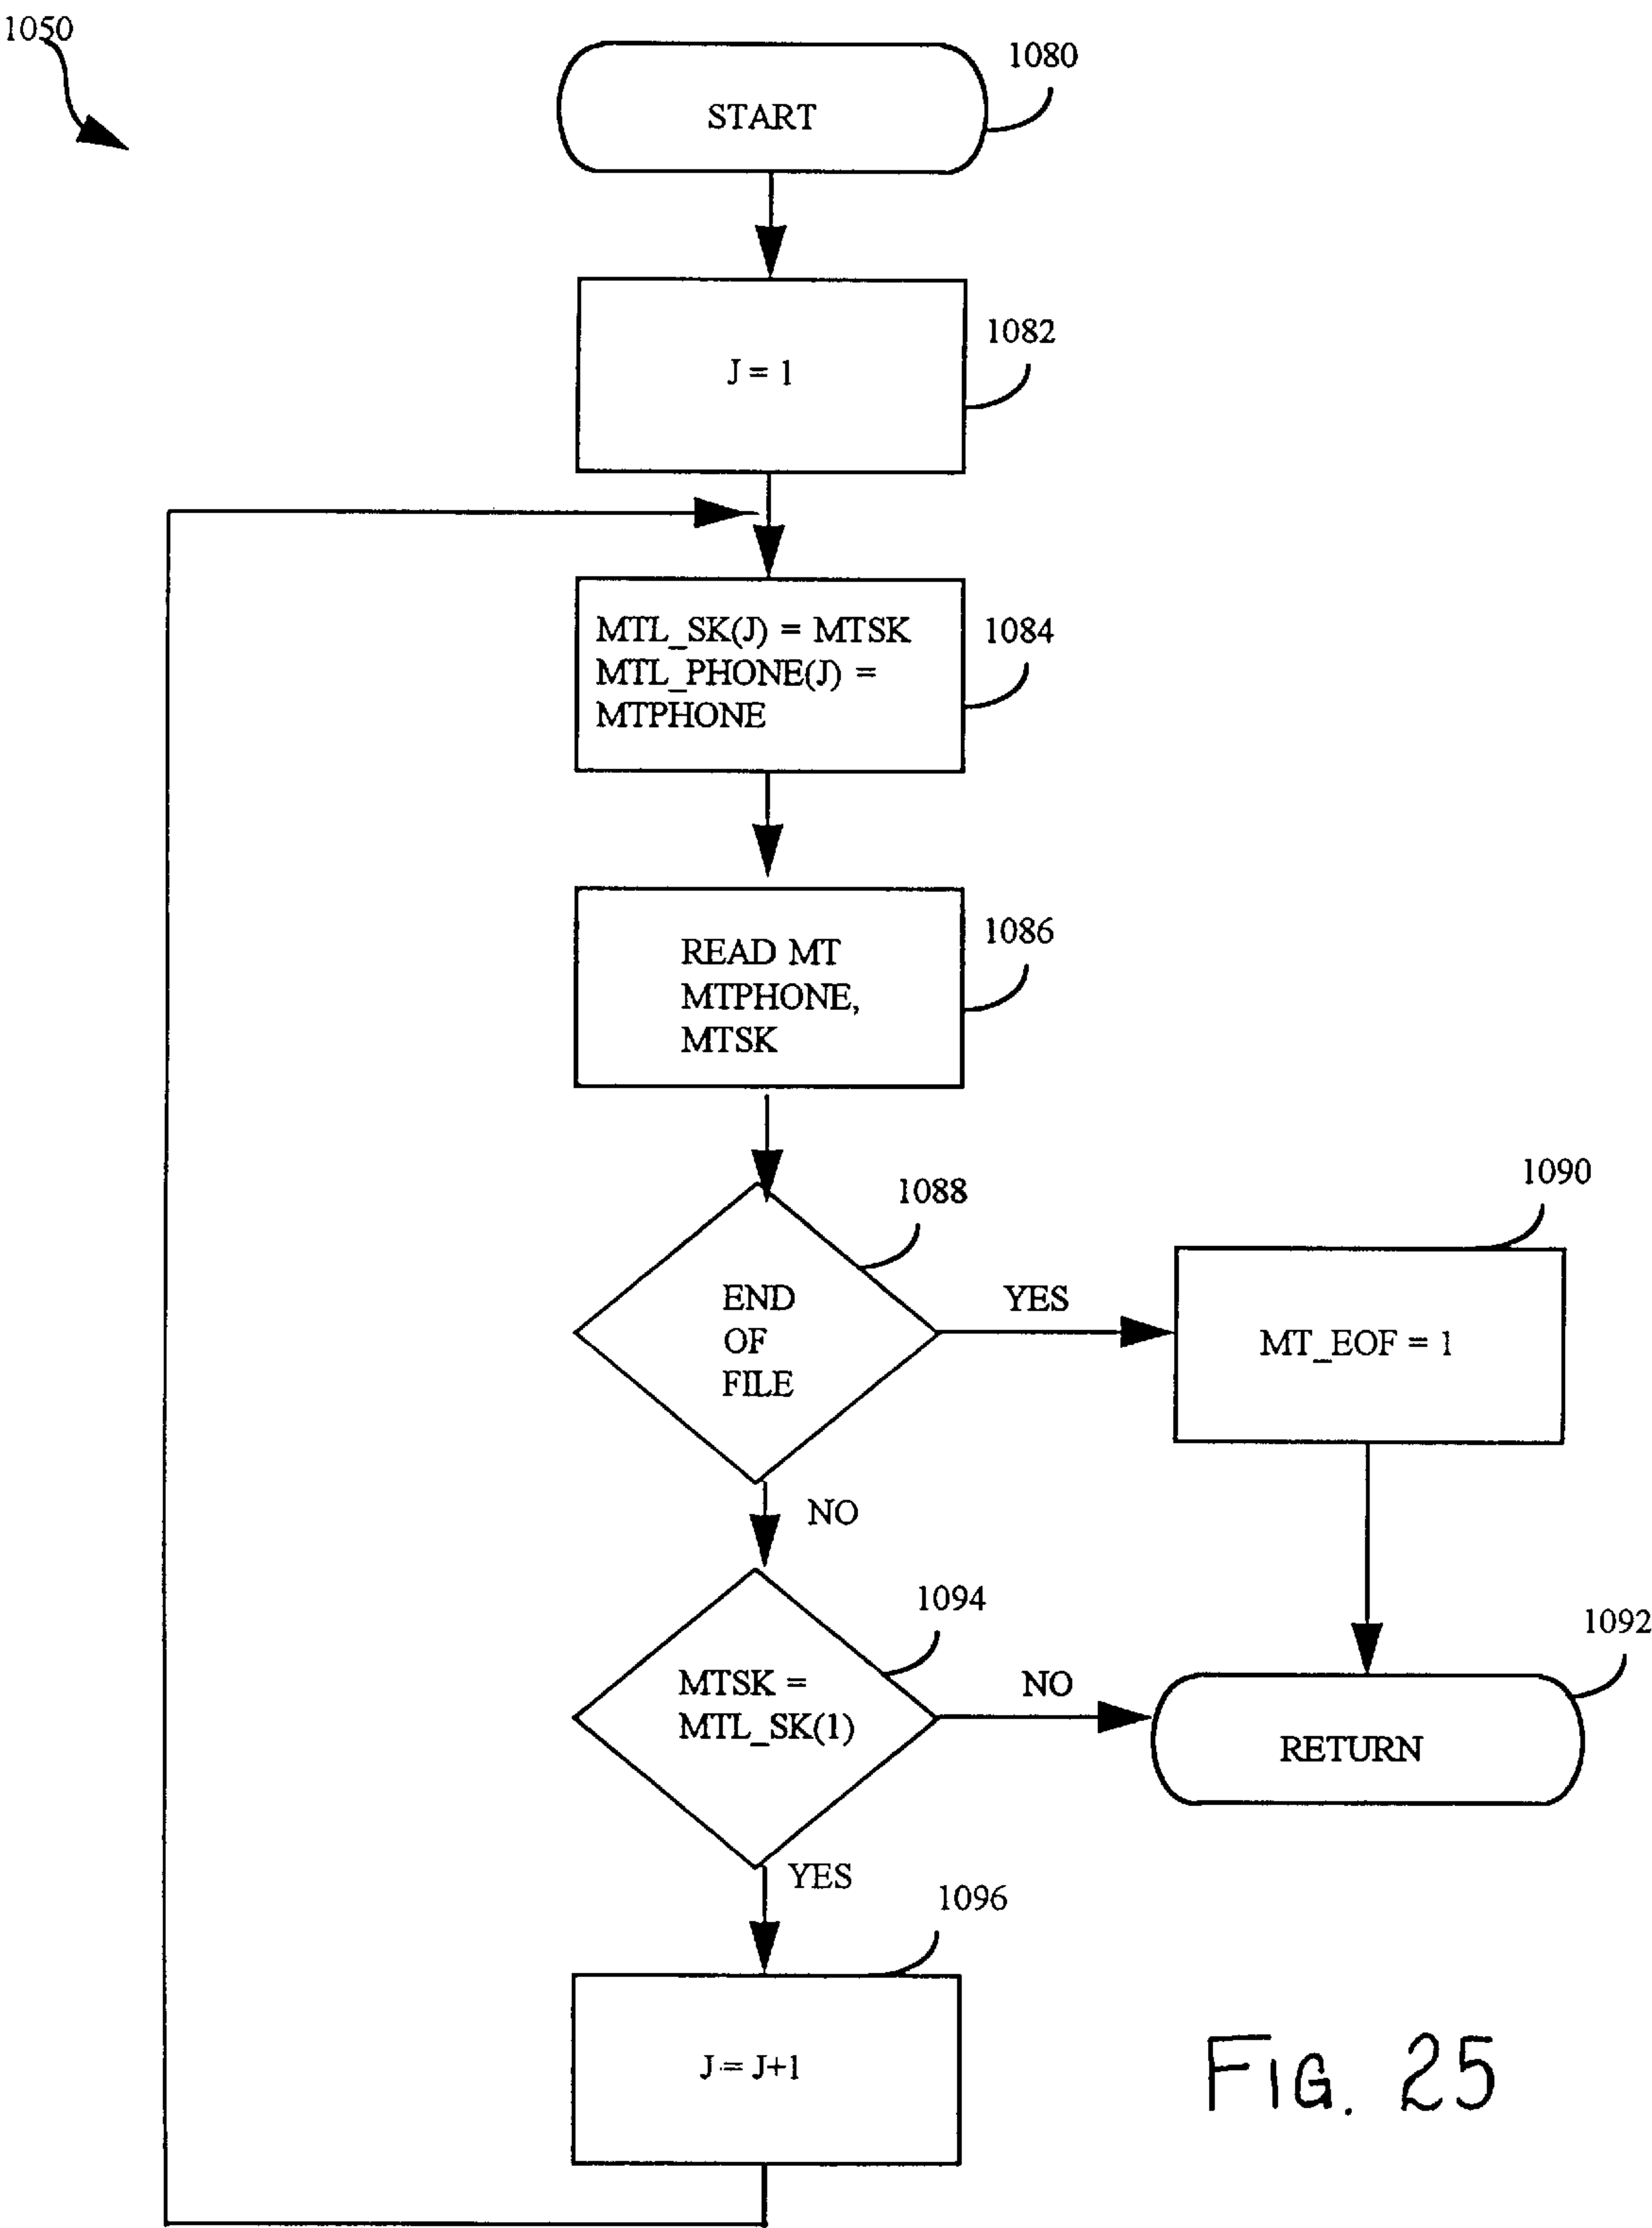 1050
1080
START
1082
J = 1
MTL_SK(J) = MTSK
MTL_PHONE(J) =
MTPHONE
1084
READ MT
MTPHONE,
MTSK
1086
1088
END
OF
FILE
YES
1090
MT_EOF = 1
NO
1094
MTSK =
MTL_SK(1)
NO
1092
RETURN
YES
1096
J = J+1
FIG. 25